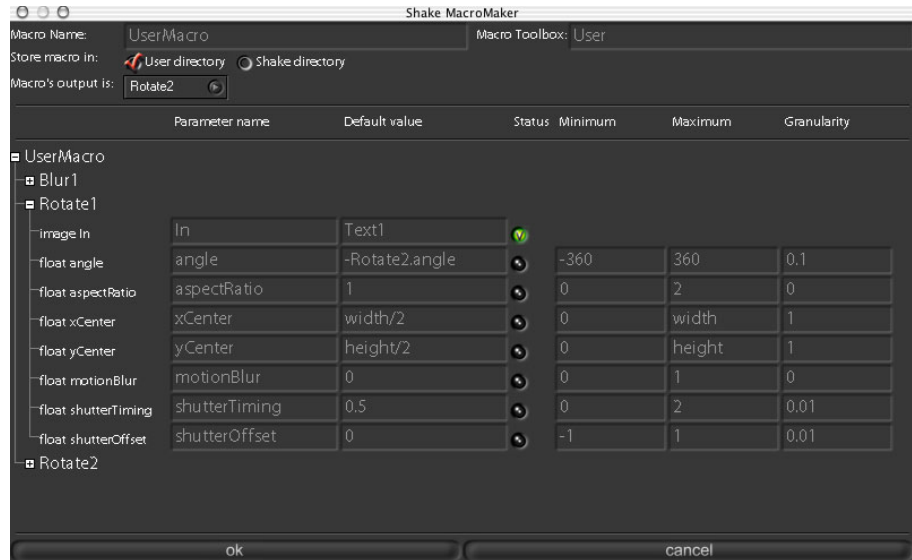 Shake MacroMaker
Macro Name: UserMacro Macro Toolbox: User
Store macro in: User directory Shake directory
Macro's output is: Rotate2
Parameter name Default value Status Minimum Maximum Granularity
UserMacro
Blur1
Rotate1
image In In Text1
float angle angle -Rotate2.angle -360 360 0.1
float aspectRatio aspectRatio 1 0 2 0
float xCenter xCenter width/2 0 width 1
float yCenter yCenter height/2 0 height 1
float motionBlur motionBlur 0 0 1 0
float shutterTiming shutterTiming 0.5 0 2 0.01
float shutterOffset shutterOffset 0 -1 1 0.01
Rotate2
ok cancel